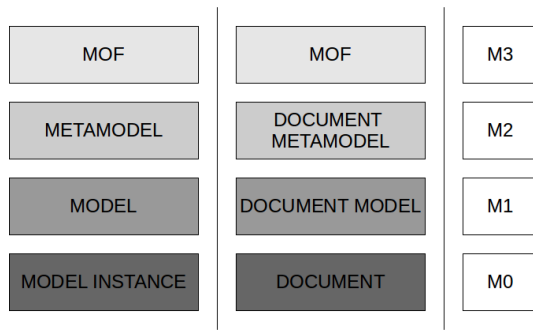 MOF
MOF
M3
METAMODEL
DOCUMENT
METAMODEL
M2
MODEL
DOCUMENT MODEL
M1
MODEL INSTANCE
DOCUMENT
M0